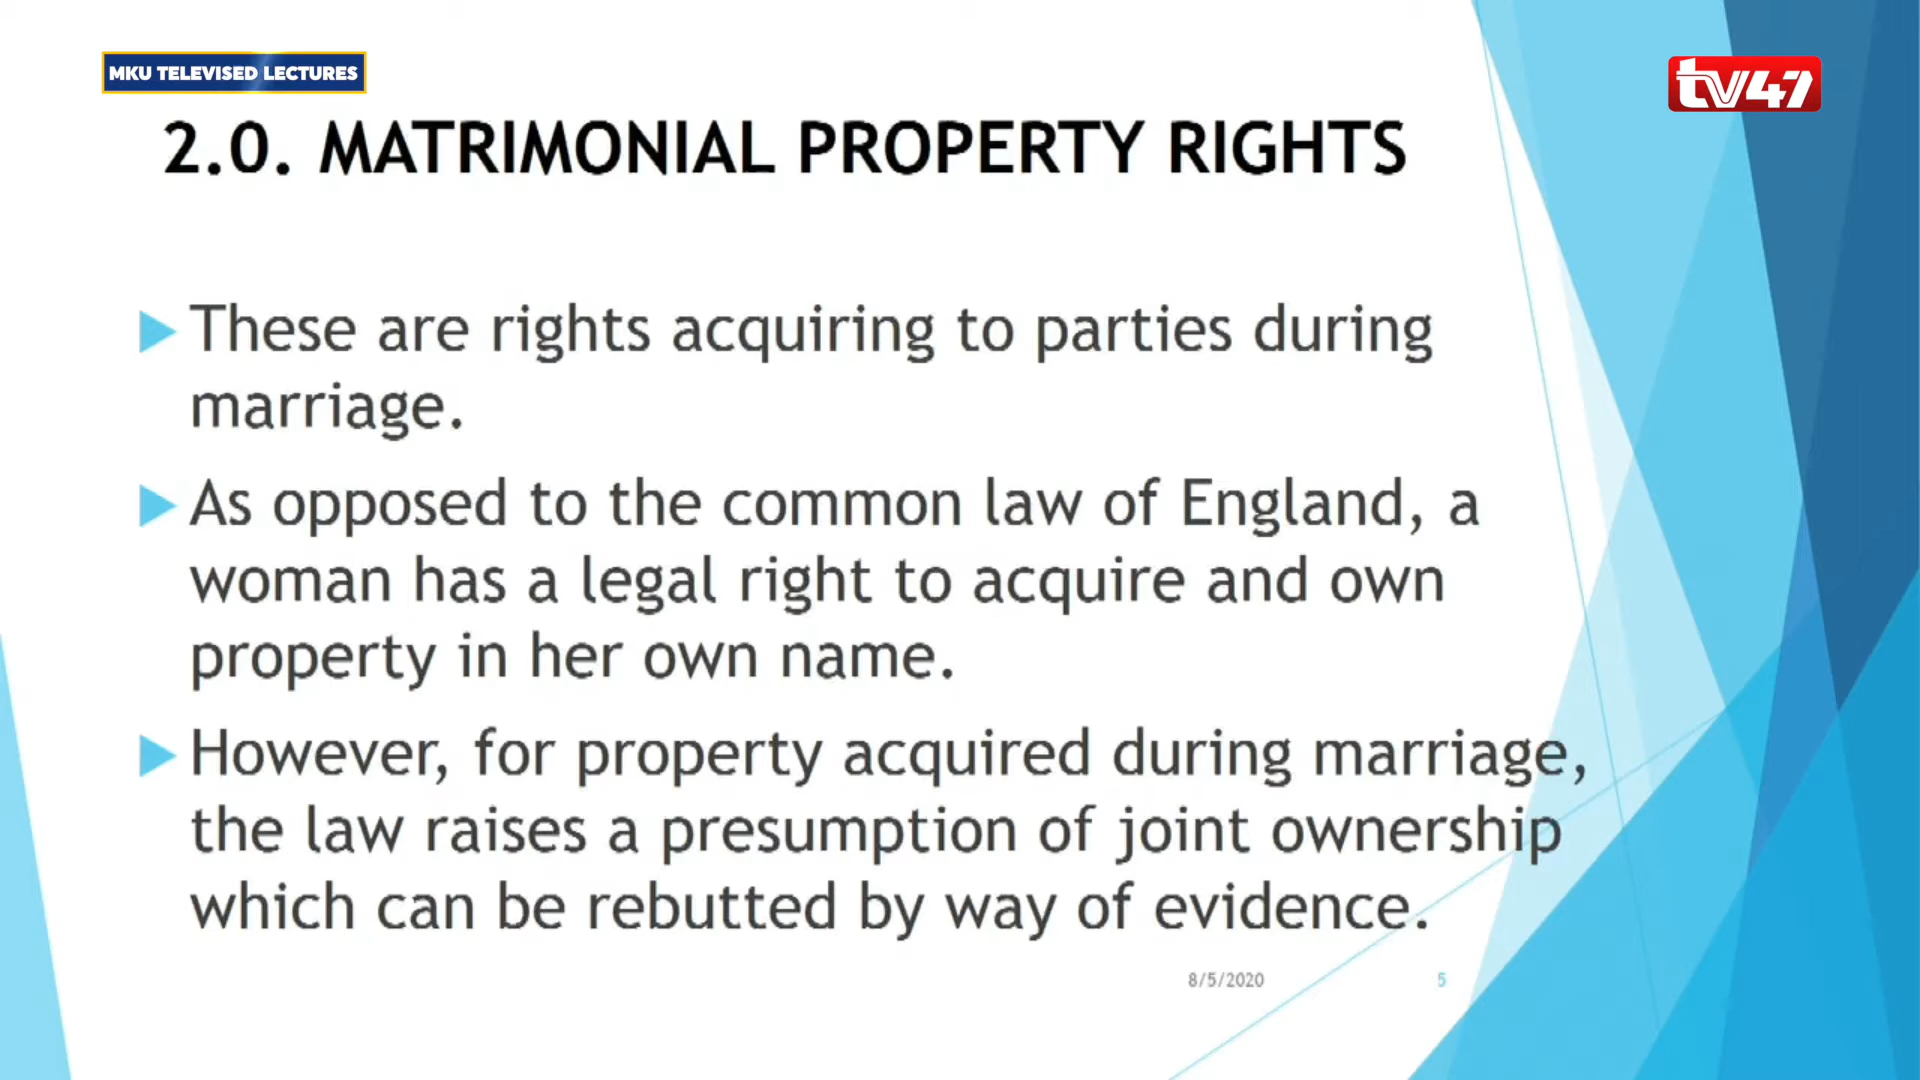 MKU TELEVISED LECTURES
tv47
2.0. MATRIMONIAL PROPERTY RIGHTS
These are rights acquiring to parties during
marriage.
As opposed to the common law of England, a
woman has a legal right to acquire and own
property in her own name.
However, for property acquired during marriage,
the law raises a presumption of joint ownership
which can be rebutted by way of evidence.
8/5/2020 5